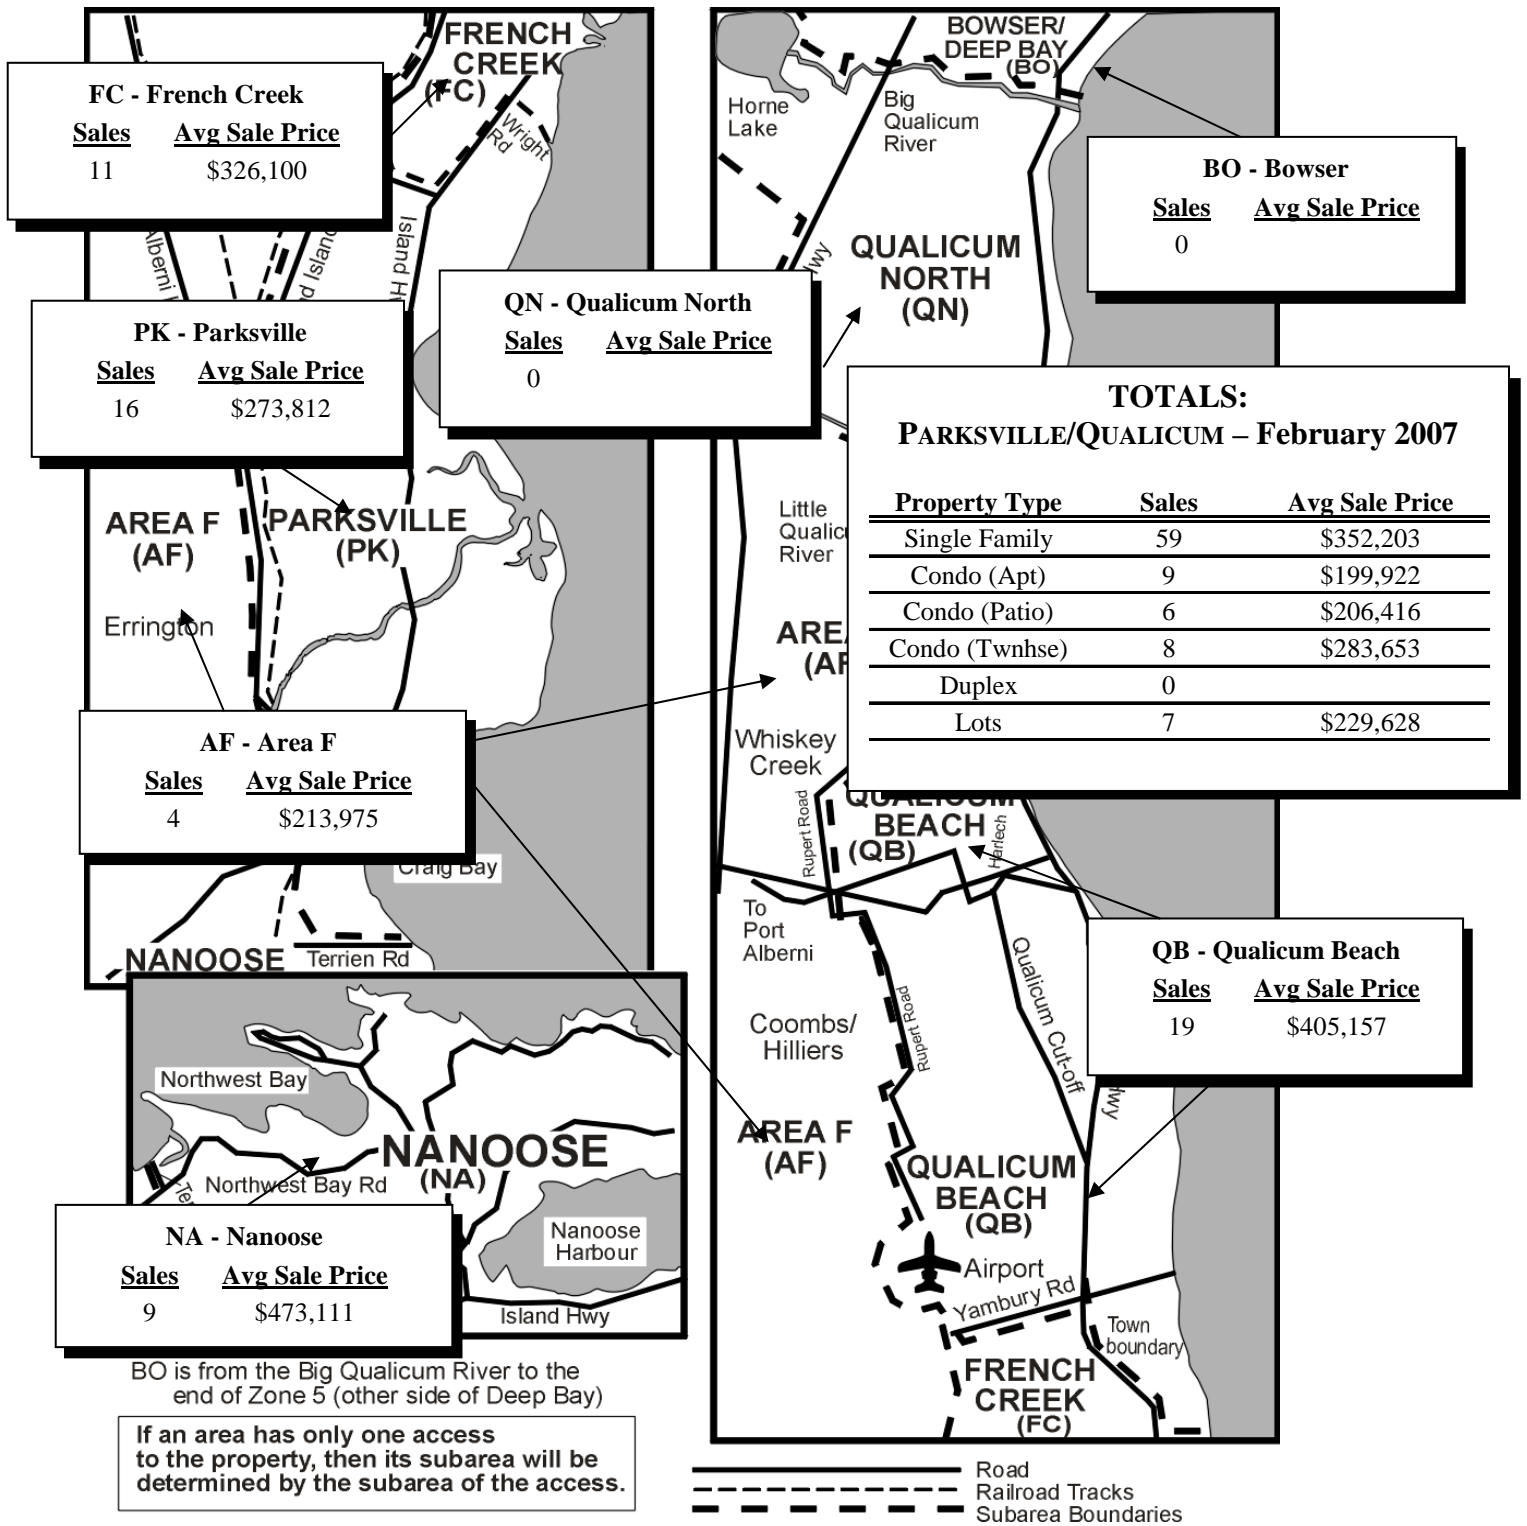 FRENCH
CREEK
(FC)
Wright
Rd
FC - French Creek
Sales Avg Sale Price
11 $326,100
Alberni
Island
PK - Parksville
Sales Avg Sale Price
16 $273,812
AREA F
(AF)
PARKSVILLE
(PK)
Errington
AF - Area F
Sales Avg Sale Price
4 $213,975
Craig Bay
NANOOSE
Terrien Rd
Northwest Bay
NANOOSE
(NA)
Northwest Bay Rd
Nanoose
Harbour
Island Hwy
NA - Nanoose
Sales Avg Sale Price
9 $473,111
BO is from the Big Qualicum River to the
end of Zone 5 (other side of Deep Bay)
If an area has only one access
to the property, then its subarea will be
determined by the subarea of the access.
BOWSER/
DEEP BAY
(BO)
Horne
Lake
Big
Qualicum
River
BO - Bowser
Sales Avg Sale Price
0
QUALICUM
NORTH
(QN)
QN - Qualicum North
Sales Avg Sale Price
0
TOTALS:
PARKSVILLE/QUALICUM – February 2007
Property Type Sales Avg Sale Price
Single Family 59 $352,203
Condo (Apt) 9 $199,922
Condo (Patio) 6 $206,416
Condo (Twnhse) 8 $283,653
Duplex 0
Lots 7 $229,628
Little
River
Whiskey
Creek
Rupert Road
QUALICUM
BEACH
(QB)
Harlech
To
Port
Alberni
QB - Qualicum Beach
Sales Avg Sale Price
19 $405,157
Qualicum Cut-off
Hwy
Rupert Road
Coombs/
Hilliers
AREA F
(AF)
QUALICUM
BEACH
(QB)
Airport
Yambury Rd
Town
boundary
FRENCH
CREEK
(FC)
Road
Railroad Tracks
Subarea Boundaries